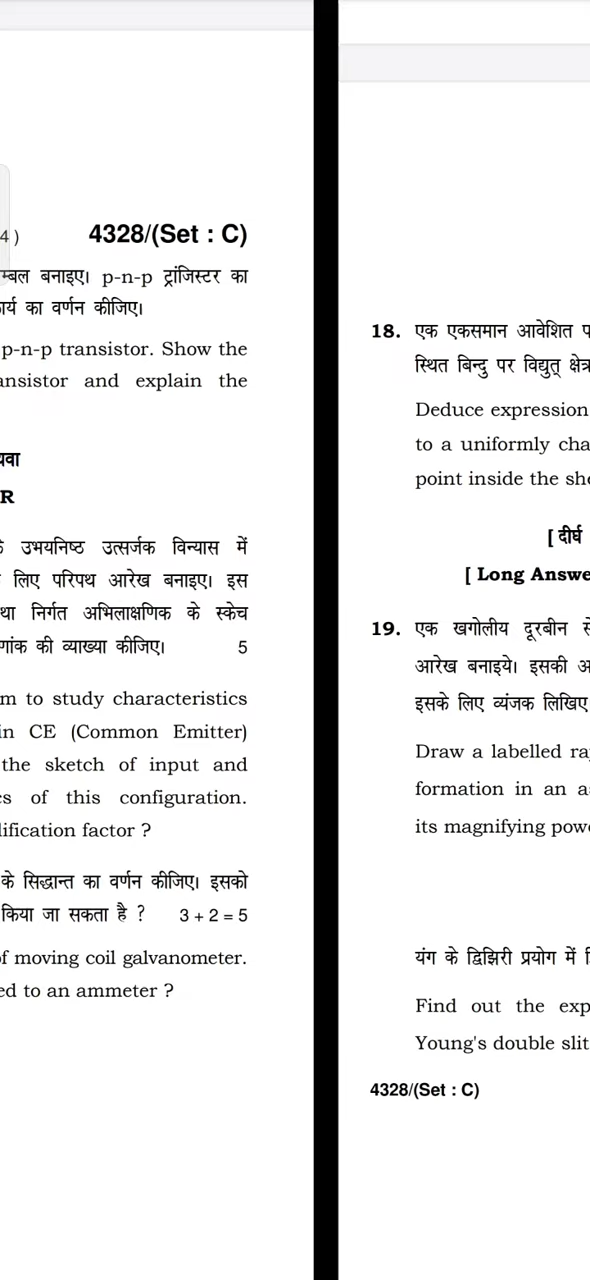 4 )
4328/(Set : C)
बनाइए। p-n-p ट्रांजिस्टर का
का वर्णन कीजिए।
p-n-p transistor. Show the
ansistor and explain the
R
उभयनिष्ठ उत्सर्जक विन्यास में
लिए परिपथ आरेख बनाइए। इस
निर्गत अभिलाक्षणिक के स्केच
की व्याख्या कीजिए। 5
m to study characteristics
in CE (Common Emitter)
the sketch of input and
cs of this configuration.
lification factor ?
के सिद्धान्त का वर्णन कीजिए। इसको
किया जा सकता है ? 3 + 2 = 5
of moving coil galvanometer.
ed to an ammeter ?
18. एक एकसमान आवेशित
स्थित बिन्दु पर विद्युत् क्षेत्र
Deduce expression
to a uniformly cha
point inside the she
[ दीर्घ
[ Long Answe
19. एक खगोलीय दूरबीन से
आरेख बनाइये। इसकी
इसके लिए व्यंजक लिखिए
Draw a labelled ra
formation in an a
its magnifying powe
यंग के द्विझिरी प्रयोग में
Find out the exp
Young's double slit
4328/(Set : C)